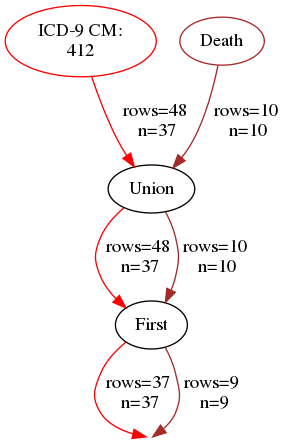 ICD-9 CM:
412
Death
rows=48
n=37
rows=10
n=10
Union
rows=48
n=37
rows=10
n=10
First
rows=37
n=37
rows=9
n=9